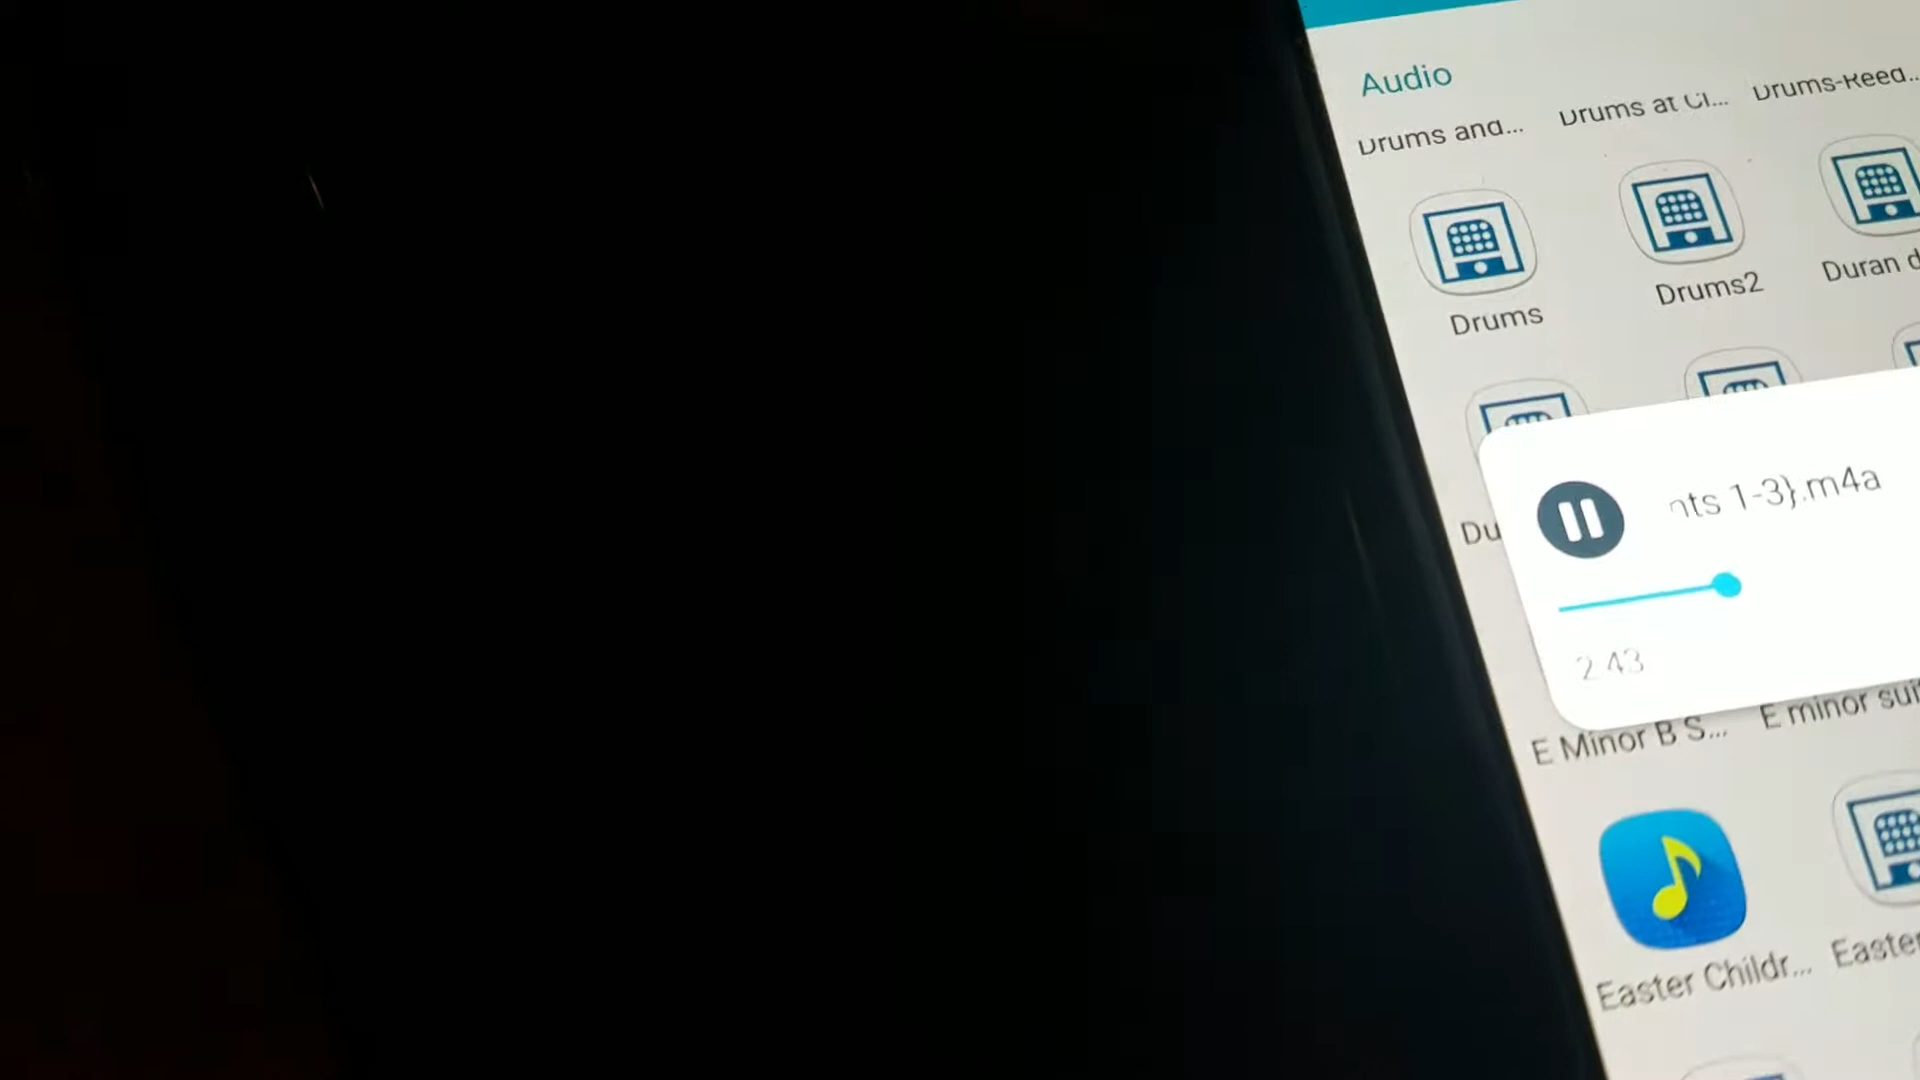 Audio
Drums and...
Drums at Cl...
Drums-Reed...
Drums
Drums2
Duran d
nts 1-3}.m4a
Du
2:43
E Minor B S...
E minor sui
Easter Childr...
Easter